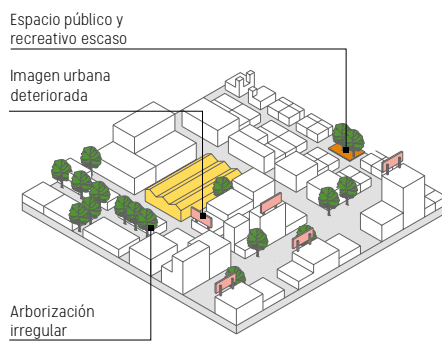 Espacio público y
recreativo escaso
Imagen urbana
deteriorada
Arborización
irregular